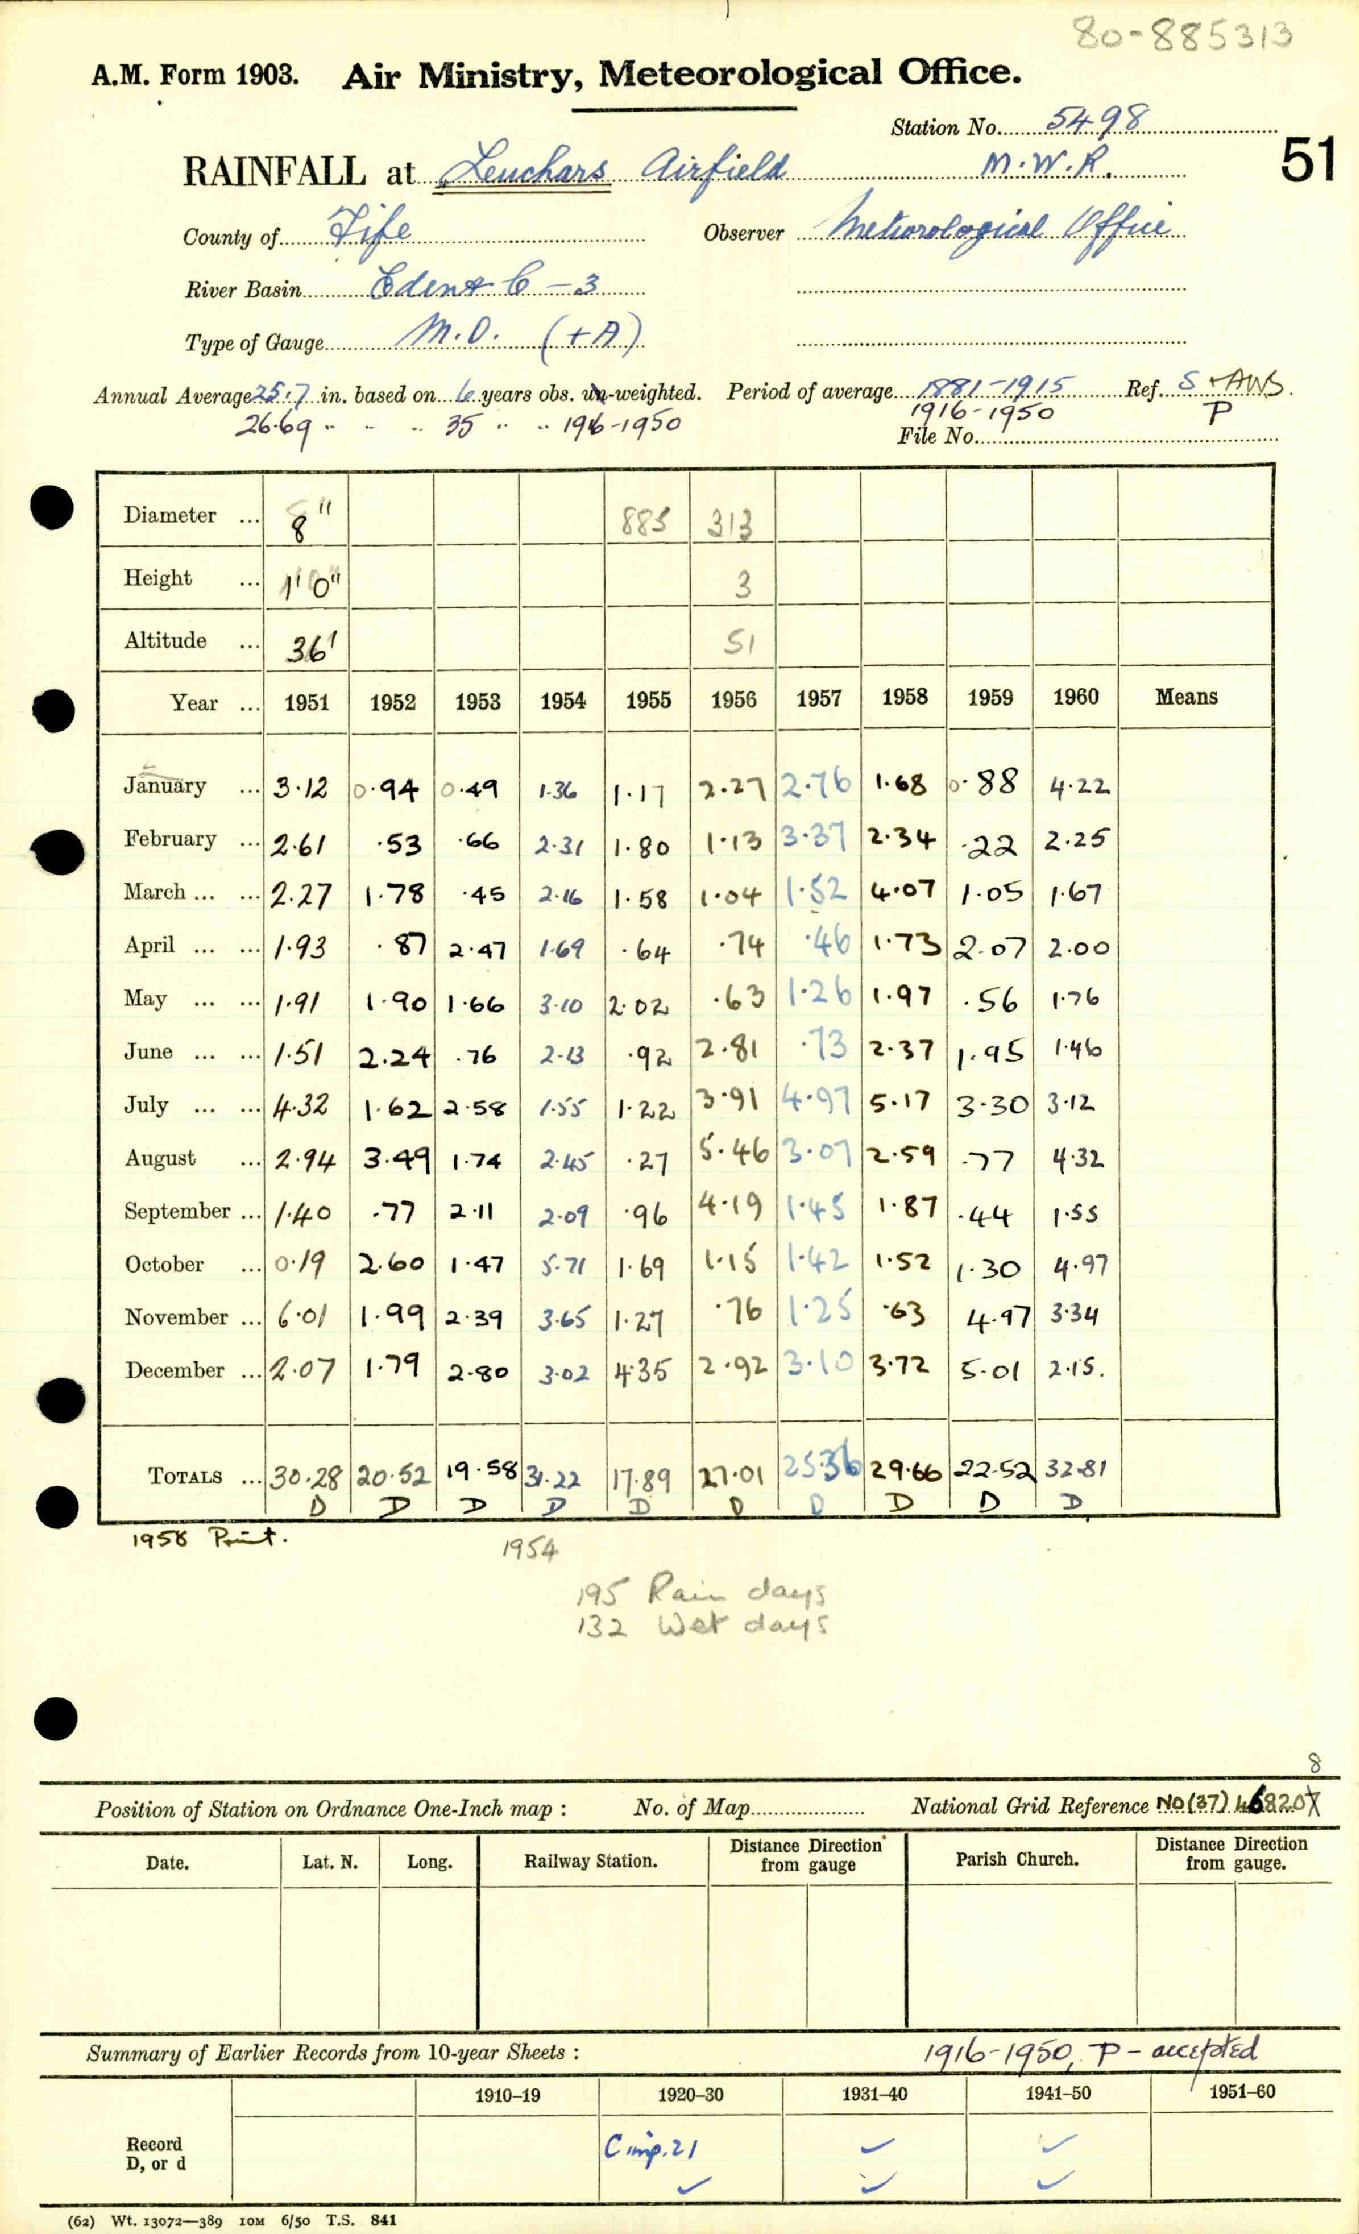 80-885313
A.M. Form 1903. Air Ministry, Meteorological Office.
Station No. 5498
RAINFALL at Leuchars Airfield M.W.R. 51
County of Fife Observer Meteorological Office
River Basin Eden & C - 3
Type of Gauge M.O. (+A)
Annual Average 25.7 in. based on 6 years obs. un-weighted. Period of average 1881-1915 Ref. S + AWS
26.69 " - - " 35 " " 1916-1950 1916-1950 P
File No.
Diameter ... 8" 885 313
Height ... 1'0" 3
Altitude ... 36' 51
Year ... 1951 1952 1953 1954 1955 1956 1957 1958 1959 1960 Means
January ... 3.12 0.94 0.49 1.36 1.17 2.27 2.76 1.68 0.88 4.22
February ... 2.61 .53 .66 2.31 1.80 1.13 3.37 2.34 .22 2.25
March ... ... 2.27 1.78 .45 2.16 1.58 1.04 1.52 4.07 1.05 1.67
April ... ... 1.93 .87 2.47 1.69 .64 .74 .46 1.73 2.07 2.00
May ... ... 1.91 1.90 1.66 3.10 2.02 .63 1.26 1.97 .56 1.76
June ... ... 1.51 2.24 .76 2.13 .92 2.81 .73 2.37 1.95 1.46
July ... ... 4.32 1.62 2.58 1.55 1.22 3.91 4.97 5.17 3.30 3.12
August ... 2.94 3.49 1.74 2.45 .27 5.46 3.07 2.59 .77 4.32
September ... 1.40 .77 2.11 2.09 .96 4.19 1.45 1.87 .44 1.55
October ... 0.19 2.60 1.47 5.71 1.69 1.15 1.42 1.52 1.30 4.97
November ... 6.01 1.99 2.39 3.65 1.27 .76 1.25 .63 4.97 3.34
December ... 2.07 1.79 2.80 3.02 4.35 2.92 3.10 3.72 5.01 2.15.
TOTALS ... 30.28 20.52 19.58 31.22 17.89 27.01 25.36 29.66 22.52 32.81
D D D D D D D D D D
1958 Print.
1954
195 Rain days
132 Wet days
8
Position of Station on Ordnance One-Inch map : No. of Map National Grid Reference NO (37) 468207
Date. Lat. N. Long. Railway Station. Distance Direction from gauge Parish Church. Distance Direction from gauge.
Summary of Earlier Records from 10-year Sheets : 1916-1950, P - accepted
1910–19 1920–30 1931–40 1941–50 1951–60
Record D, or d C inp. 21 ✓ ✓
✓ ✓ ✓
(62) Wt. 13072—389 10M 6/50 T.S. 841